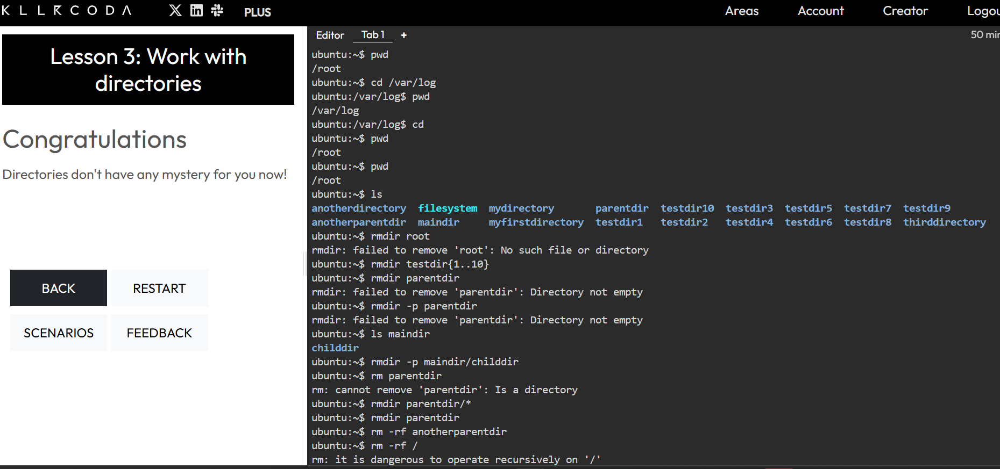 KLLRCODA
PLUS
Areas Account Creator
Lesson 3: Work with
directories
Congratulations
Directories don't have any mystery for you now!
BACK RESTART
SCENARIOS FEEDBACK
Editor Tab 1 +
50
ubuntu:~$ pwd
/root
ubuntu:~$ cd /var/log
ubuntu:/var/log$ pwd
/var/log
ubuntu:/var/log$ cd
ubuntu:~$ pwd
/root
ubuntu:~$ pwd
/root
ubuntu:~$ ls
anotherdirectory filesystem mydirectory parentdir testdir10 testdir3 testdir5 testdir7 testdir9
anotherparentdir maindir myfirstdirectory testdir1 testdir2 testdir4 testdir6 testdir8 thirddirectory
ubuntu:~$ rmdir root
rmdir: failed to remove 'root': No such file or directory
ubuntu:~$ rmdir testdir{1..10}
ubuntu:~$ rmdir parentdir
rmdir: failed to remove 'parentdir': Directory not empty
ubuntu:~$ rmdir -p parentdir
rmdir: failed to remove 'parentdir': Directory not empty
ubuntu:~$ ls maindir
childdir
ubuntu:~$ rmdir -p maindir/childdir
ubuntu:~$ rm parentdir
rm: cannot remove 'parentdir': Is a directory
ubuntu:~$ rmdir parentdir/*
ubuntu:~$ rmdir parentdir
ubuntu:~$ rm -rf anotherparentdir
ubuntu:~$ rm -rf /
rm: it is dangerous to operate recursively on '/'